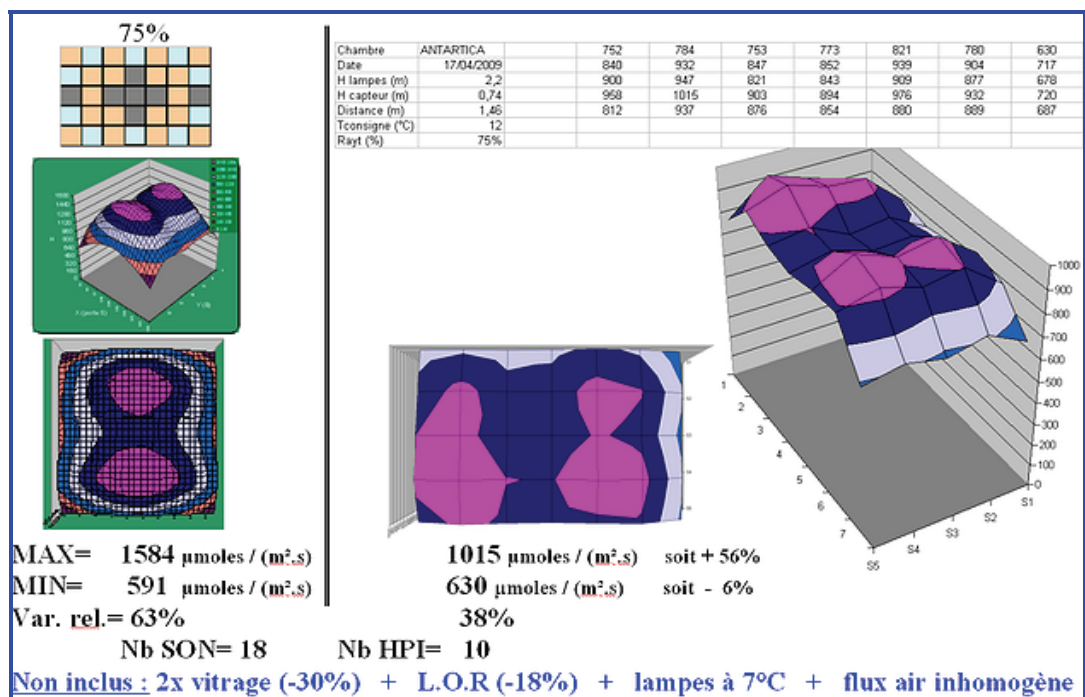 75%
Chambre ANTARTICA 752 784 753 773 821 780 630
Date 17/04/2009 840 932 847 852 939 904 717
H lampes (m) 2,2 900 947 821 843 909 877 678
H capteur (m) 0,74 958 1015 903 894 976 932 720
Distance (m) 1,46 812 937 876 854 880 889 687
Tconsigne (°C) 12
Rayt (%) 75%
1000
900
800
700
600
500
400
300
200
100
0
1
2
3
4
5
6
7
S1
S2
S3
S4
S5
MAX= 1584 µmoles / (m².s) 1015 µmoles / (m².s) soit + 56%
MIN= 591 µmoles / (m².s) 630 µmoles / (m².s) soit - 6%
Var. rel.= 63% 38%
Nb SON= 18 Nb HPI= 10
Non inclus : 2x vitrage (-30%) + L.O.R (-18%) + lampes à 7°C + flux air inhomogène